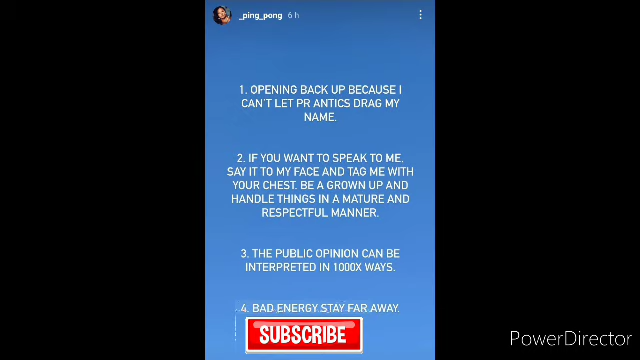 _ping_pong 6 h
1. OPENING BACK UP BECAUSE I
CAN'T LET PR ANTICS DRAG MY
NAME.
2. IF YOU WANT TO SPEAK TO ME,
SAY IT TO MY FACE AND TAG ME WITH
YOUR CHEST. BE A GROWN UP AND
HANDLE THINGS IN A MATURE AND
RESPECTFUL MANNER.
3. THE PUBLIC OPINION CAN BE
INTERPRETED IN 1000X WAYS.
4. BAD ENERGY STAY FAR AWAY.
SUBSCRIBE
PowerDirector